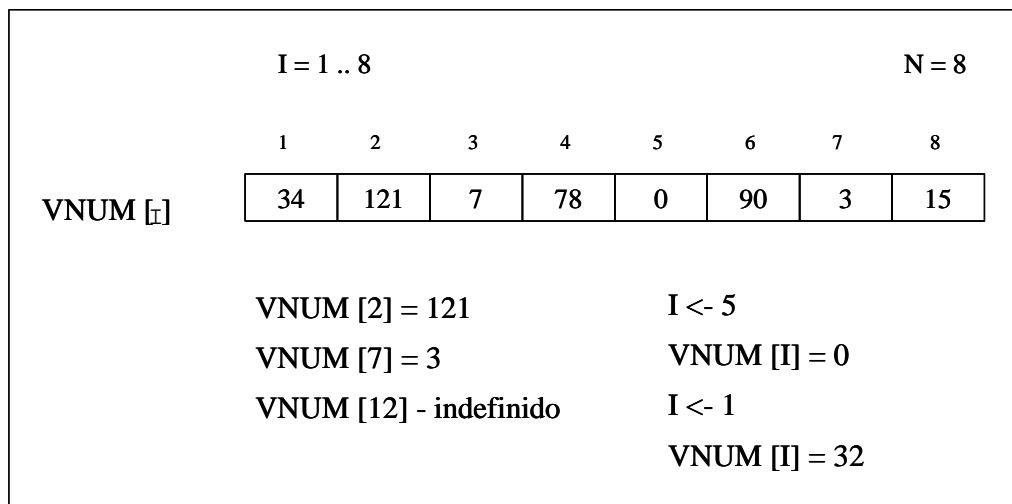 I = 1 .. 8 N = 8
1 2 3 4 5 6 7 8
VNUM [I] 34 121 7 78 0 90 3 15
VNUM [2] = 121 I <- 5
VNUM [7] = 3 VNUM [I] = 0
VNUM [12] - indefinido I <- 1
VNUM [I] = 32